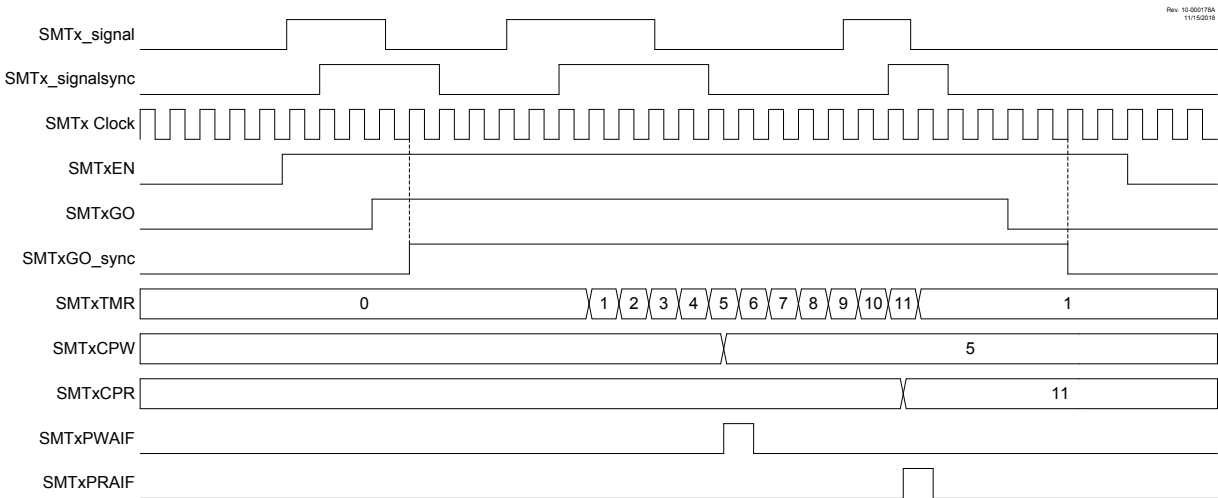 Rev. 10-000178A
11/15/2018
SMTx_signal
SMTx_signalsync
SMTx Clock
SMTxEN
SMTxGO
SMTxGO_sync
SMTxTMR 0 1 2 3 4 5 6 7 8 9 10 11 1
SMTxCPW 5
SMTxCPR 11
SMTxPWAIF
SMTxPRAIF